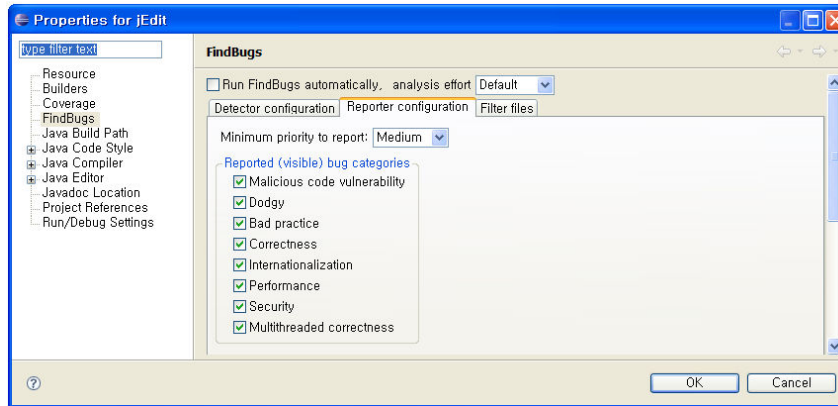 Properties for jEdit
type filter text
Resource
Builders
Coverage
FindBugs
Java Build Path
Java Code Style
Java Compiler
Java Editor
Javadoc Location
Project References
Run/Debug Settings
FindBugs
Run FindBugs automatically, analysis effort Default
Detector configuration Reporter configuration Filter files
Minimum priority to report: Medium
Reported (visible) bug categories
Malicious code vulnerability
Dodgy
Bad practice
Correctness
Internationalization
Performance
Security
Multithreaded correctness
OK Cancel